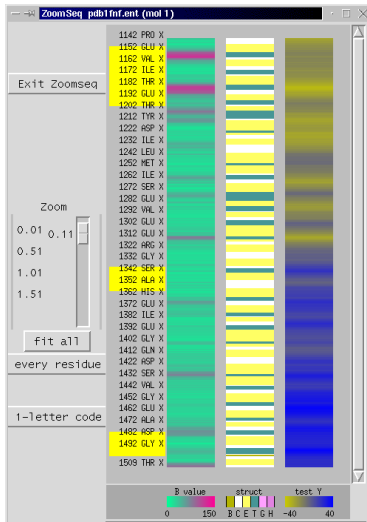 ZoomSeq pdb1fnf.ent (mol 1)
Exit Zoomseq
Zoom
0.01 0.11
0.51
1.01
1.51
fit all
every residue
1-letter code
1142 PRO X
1152 GLU X
1162 VAL X
1172 ILE X
1182 THR X
1192 GLU X
1202 THR X
1212 TYR X
1222 ASP X
1232 ILE X
1242 LEU X
1252 MET X
1262 ILE X
1272 SER X
1282 GLU X
1292 VAL X
1302 GLU X
1312 GLU X
1322 ARG X
1332 GLY X
1342 SER X
1352 ALA X
1362 HIS X
1372 GLU X
1382 ILE X
1392 GLU X
1402 GLY X
1412 GLN X
1422 ASP X
1432 SER X
1442 VAL X
1452 GLY X
1462 GLU X
1472 ALA X
1482 ASP X
1492 GLY X
1509 THR X
B value struct test Y
B C E T G H
0 150 -40 40